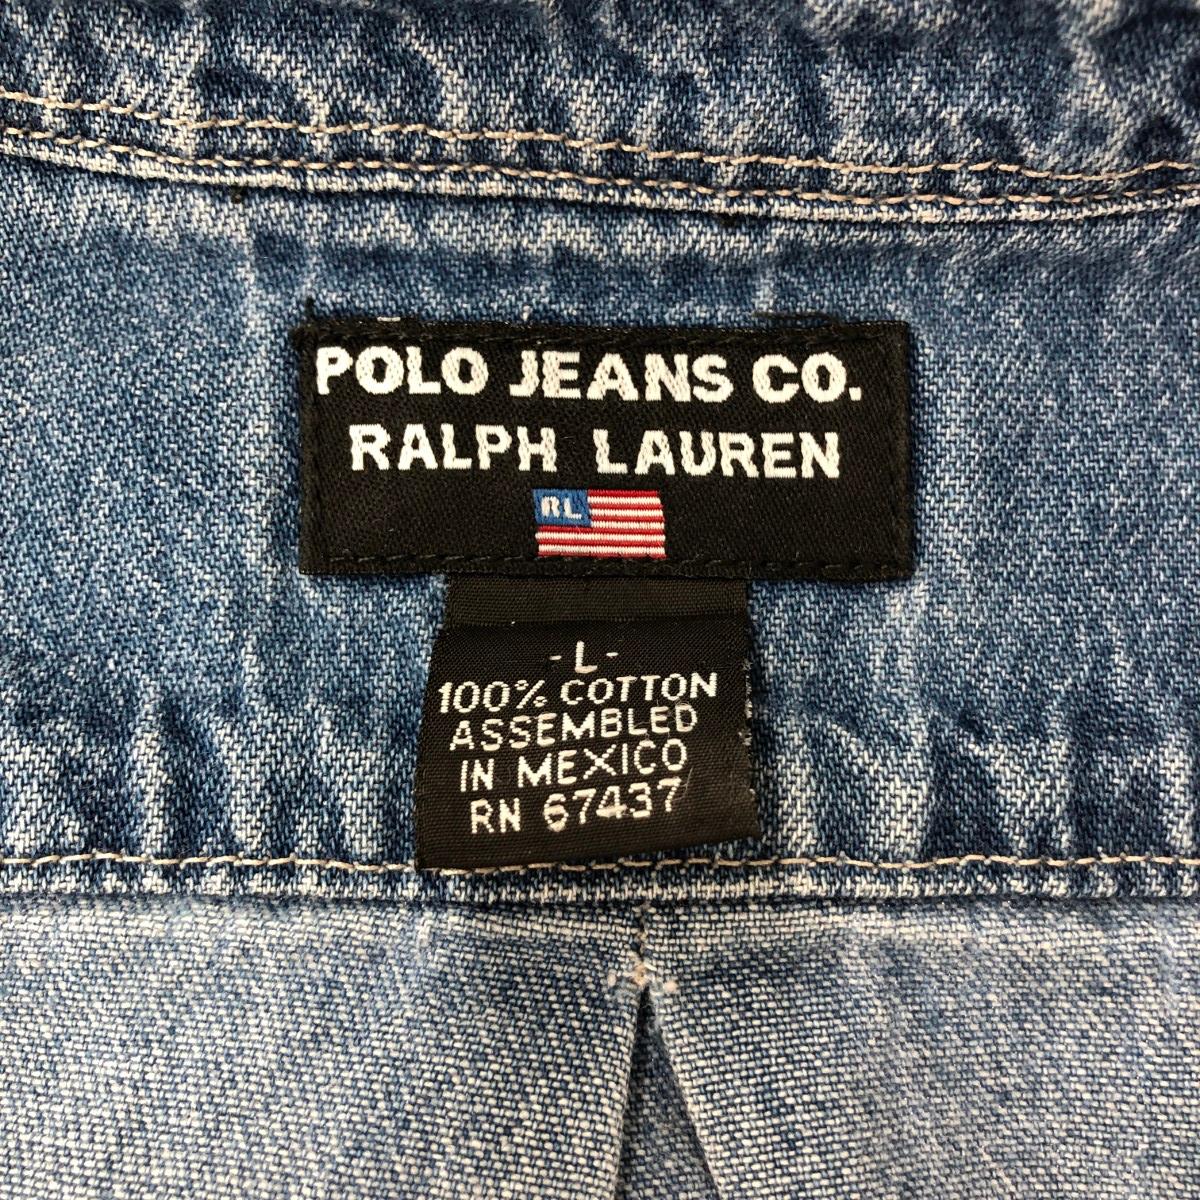 POLO JEANS CO.
RALPH LAUREN
RL
-L-
100% COTTON
ASSEMBLED
IN MEXICO
RN 67437